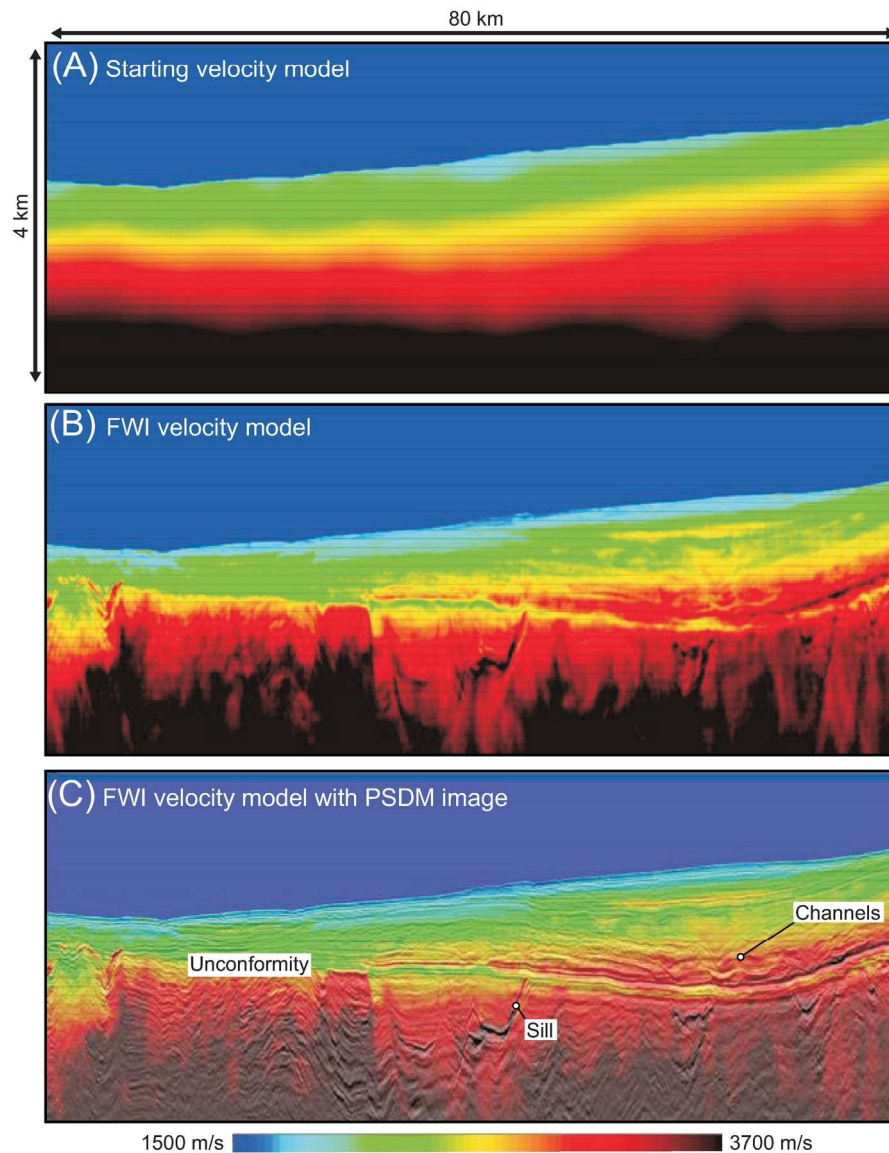 80 km
4 km
(A) Starting velocity model
(B) FWI velocity model
(C) FWI velocity model with PSDM image
Channels
Unconformity
Sill
1500 m/s
3700 m/s